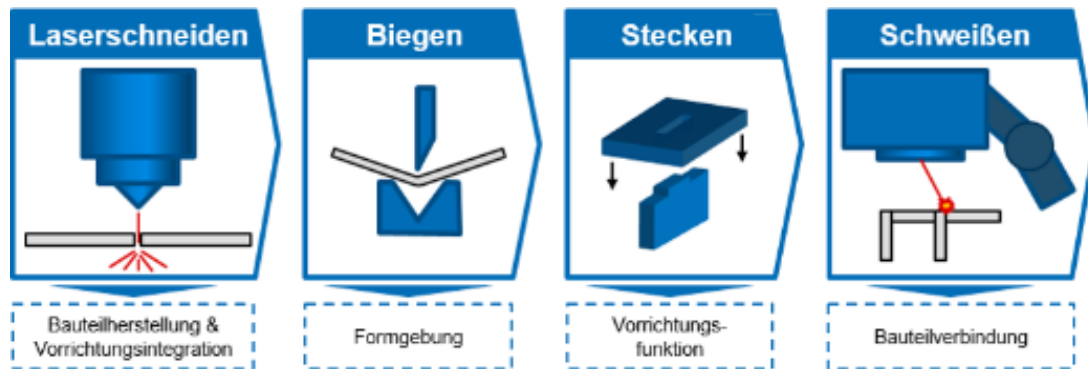 Laserschneiden
Biegen
Stecken
Schweißen
Bauteilherstellung &
Vorrichtungsintegration
Formgebung
Vorrichtungs-
funktion
Bauteilverbindung